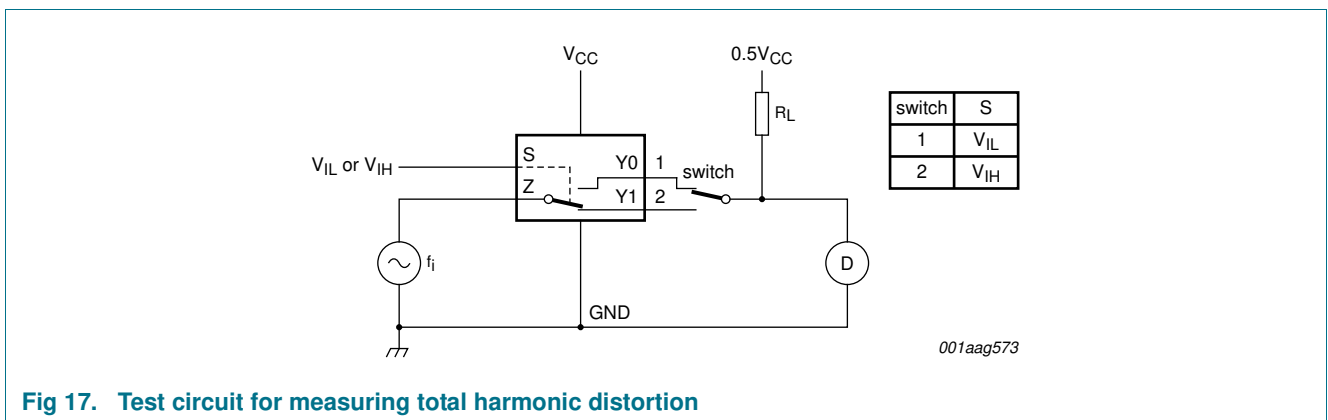 VCC
0.5VCC
RL
switch S
1 VIL
2 VIH
VIL or VIH
S
Z
Y0
Y1
1
2
switch
fi
D
GND
001aag573
Fig 17. Test circuit for measuring total harmonic distortion